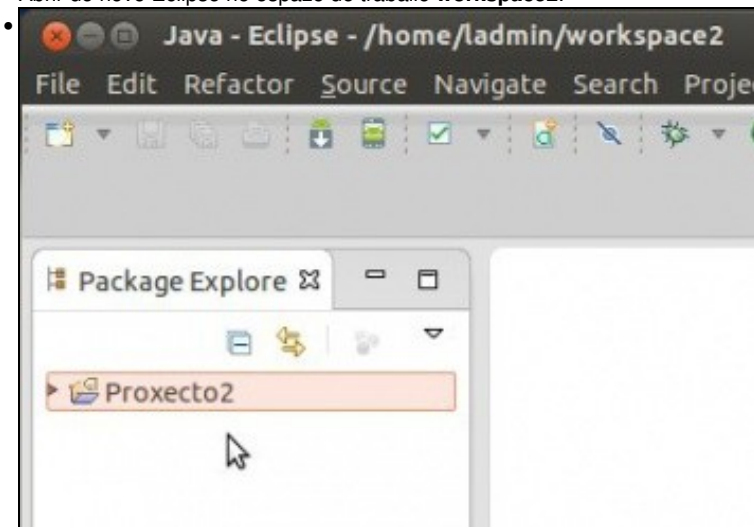 Abrir de novo Eclipse no espazo de traballo workspace2.
Java - Eclipse - /home/ladmin/workspace2
File Edit Refactor Source Navigate Search
Package Explore
Proxecto2